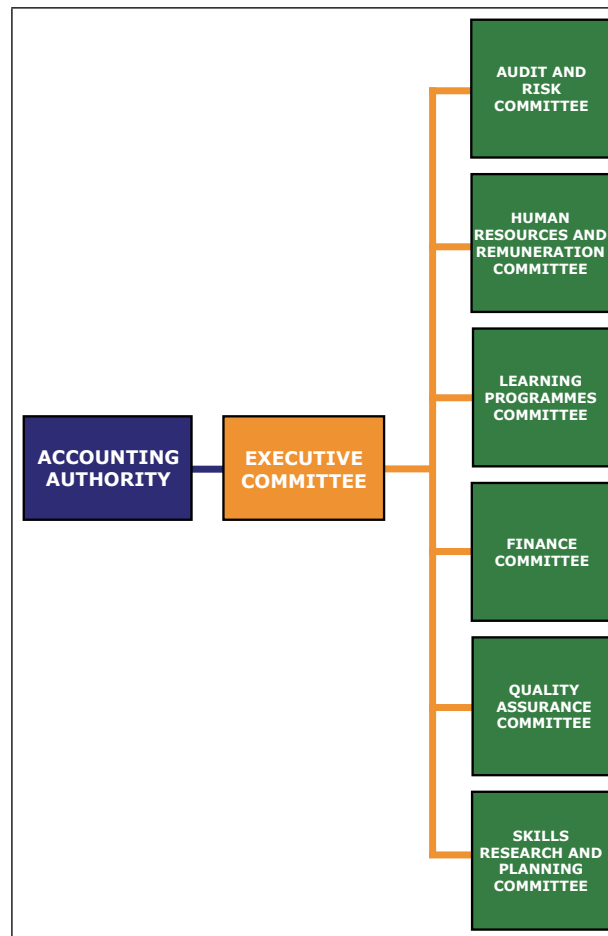 ACCOUNTING
AUTHORITY
EXECUTIVE
COMMITTEE
AUDIT AND
RISK
COMMITTEE
HUMAN
RESOURCES AND
REMUNERATION
COMMITTEE
LEARNING
PROGRAMMES
COMMITTEE
FINANCE
COMMITTEE
QUALITY
ASSURANCE
COMMITTEE
SKILLS
RESEARCH AND
PLANNING
COMMITTEE